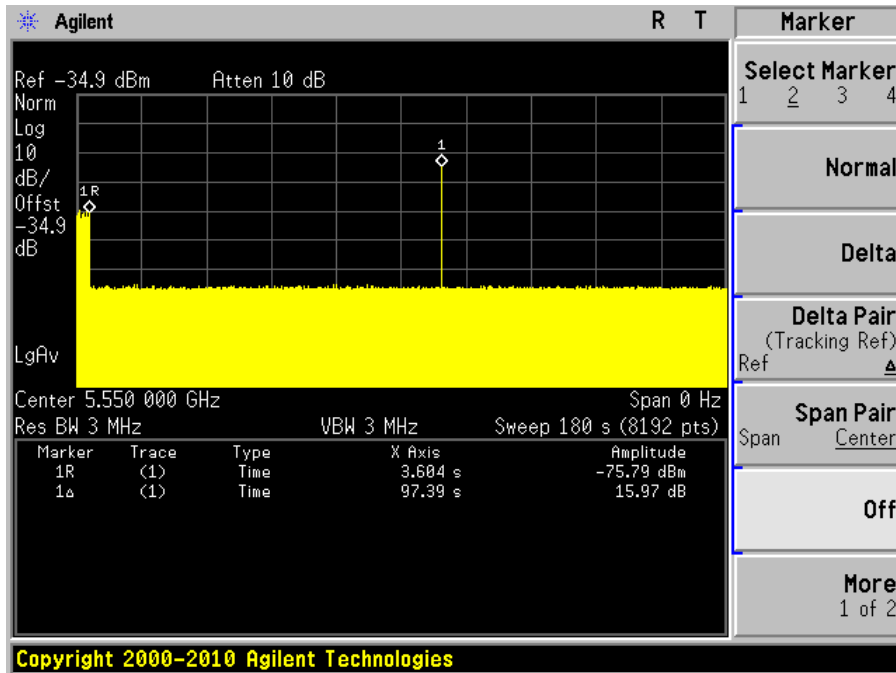 Agilent R T
Ref -34.9 dBm Atten 10 dB
Norm
Log
10
dB/
Offst
-34.9
dB
LgAv
1R
1
Center 5.550 000 GHz Span 0 Hz
Res BW 3 MHz VBW 3 MHz Sweep 180 s (8192 pts)
Marker Trace Type X Axis Amplitude
1R (1) Time 3.604 s -75.79 dBm
1Δ (1) Time 97.39 s 15.97 dB
Marker
Select Marker
1 2 3 4
Normal
Delta
Delta Pair
(Tracking Ref)
Ref Δ
Span Pair
Span Center
Off
More
1 of 2
Copyright 2000-2010 Agilent Technologies